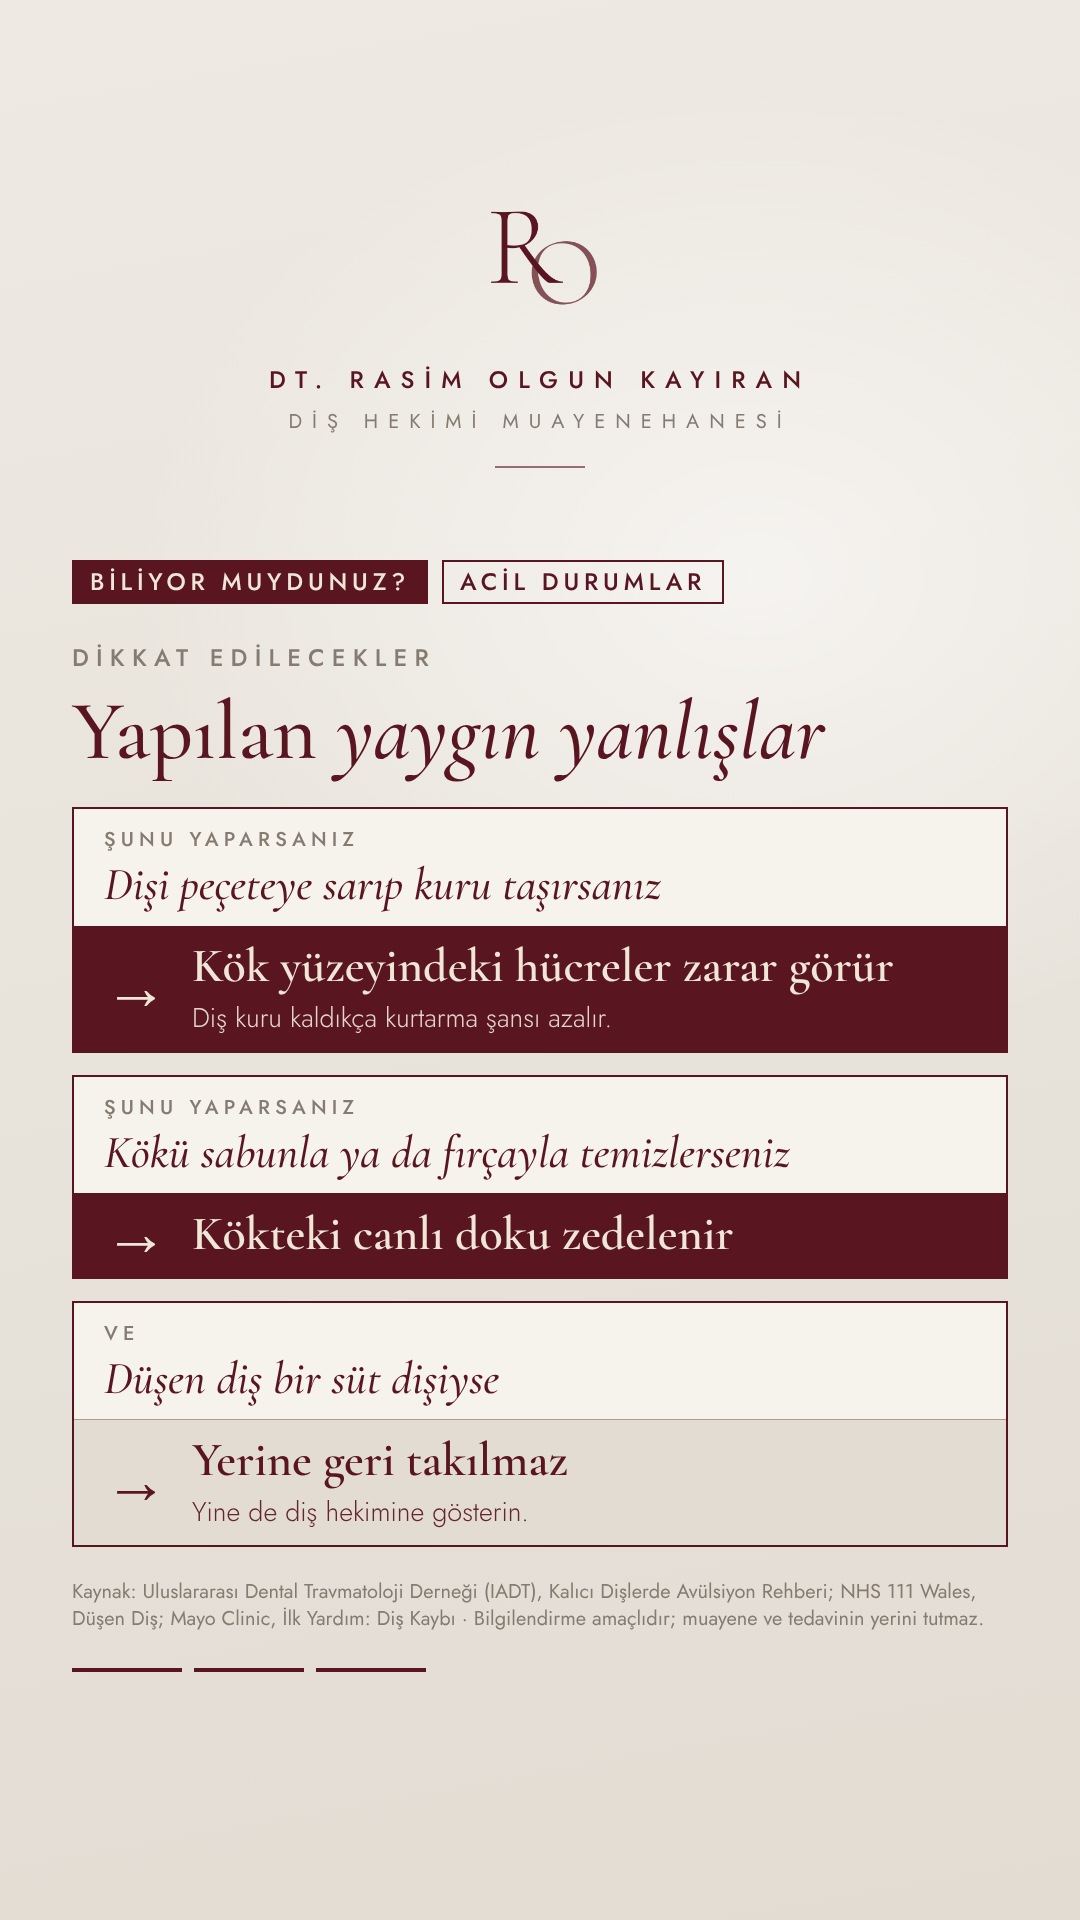 RO
DT. RASİM OLGUN KAYIRAN
DİŞ HEKİMİ MUAYENEHANESİ
BİLİYOR MUYDUNUZ? ACİL DURUMLAR
DİKKAT EDİLECEKLER
Yapılan yaygın yanlışlar
ŞUNU YAPARSANIZ
Dişi peçeteye sarıp kuru taşırsanız
→ Kök yüzeyindeki hücreler zarar görür
Diş kuru kaldıkça kurtarma şansı azalır.
ŞUNU YAPARSANIZ
Kökü sabunla ya da fırçayla temizlerseniz
→ Kökteki canlı doku zedelenir
VE
Düşen diş bir süt dişiyse
→ Yerine geri takılmaz
Yine de diş hekimine gösterin.
Kaynak: Uluslararası Dental Travmatoloji Derneği (IADT), Kalıcı Dişlerde Avülsiyon Rehberi; NHS 111 Wales,
Düşen Diş; Mayo Clinic, İlk Yardım: Diş Kaybı · Bilgilendirme amaçlıdır; muayene ve tedavinin yerini tutmaz.